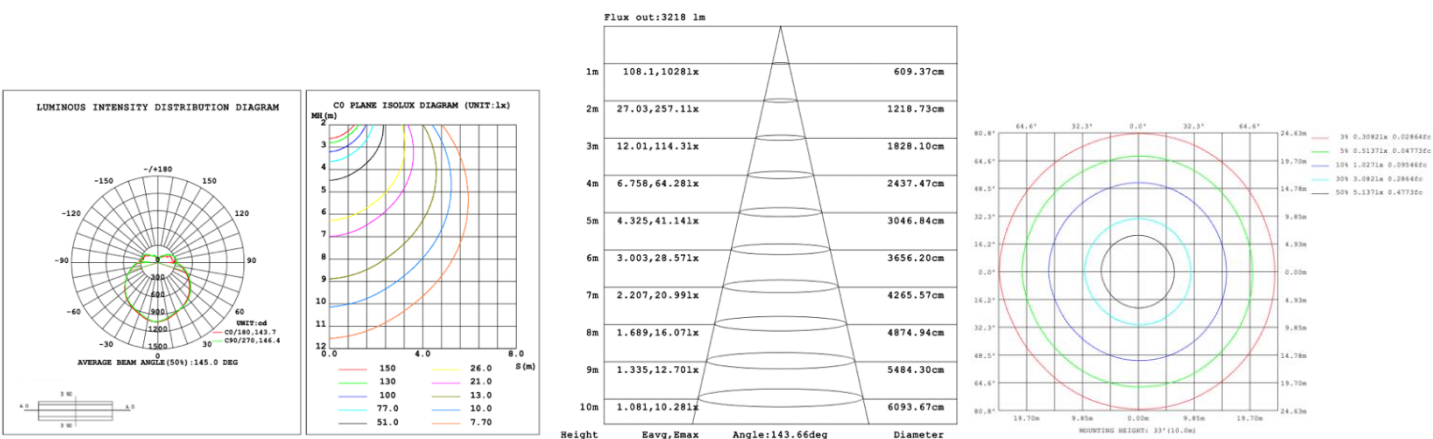 LUMINOUS INTENSITY DISTRIBUTION DIAGRAM
-/+180
-150 150
-120 120
-90 0 90
300
600
-60 900 60
1200
-30 1500 30
0
UNIT:cd
C0/180,143.7
C90/270,146.4
AVERAGE BEAM ANGLE(50%):145.0 DEG
C0 PLANE ISOLUX DIAGRAM (UNIT:lx)
MH(m)
2
3
4
5
6
7
8
9
10
11
12
0.0 4.0 8.0
S(m)
150 26.0
130 21.0
100 13.0
77.0 10.0
51.0 7.70
Flux out:3218 lm
1m 108.1,1028lx 609.37cm
2m 27.03,257.1lx 1218.73cm
3m 12.01,114.3lx 1828.10cm
4m 6.758,64.28lx 2437.47cm
5m 4.325,41.14lx 3046.84cm
6m 3.003,28.57lx 3656.20cm
7m 2.207,20.99lx 4265.57cm
8m 1.689,16.07lx 4874.94cm
9m 1.335,12.70lx 5484.30cm
10m 1.081,10.28lx 6093.67cm
Height Eavg,Emax Angle:143.66deg Diameter
64.6° 32.3° 0.0° 32.3° 64.6°
80.8° 24.63m
64.6° 19.70m
48.5° 14.78m
32.3° 9.85m
16.2° 6.93m
0.0° 0.00m
16.2° 6.93m
32.3° 9.85m
48.5° 14.78m
64.6° 19.70m
80.8° 24.63m
19.70m 9.85m 0.00m 9.85m 19.70m
MOUNTING HEIGHT: 33'(10.0m)
3% 0.3082lx 0.02864fc
5% 0.5137lx 0.04773fc
10% 1.027lx 0.09546fc
30% 3.082lx 0.2864fc
50% 5.137lx 0.4773fc